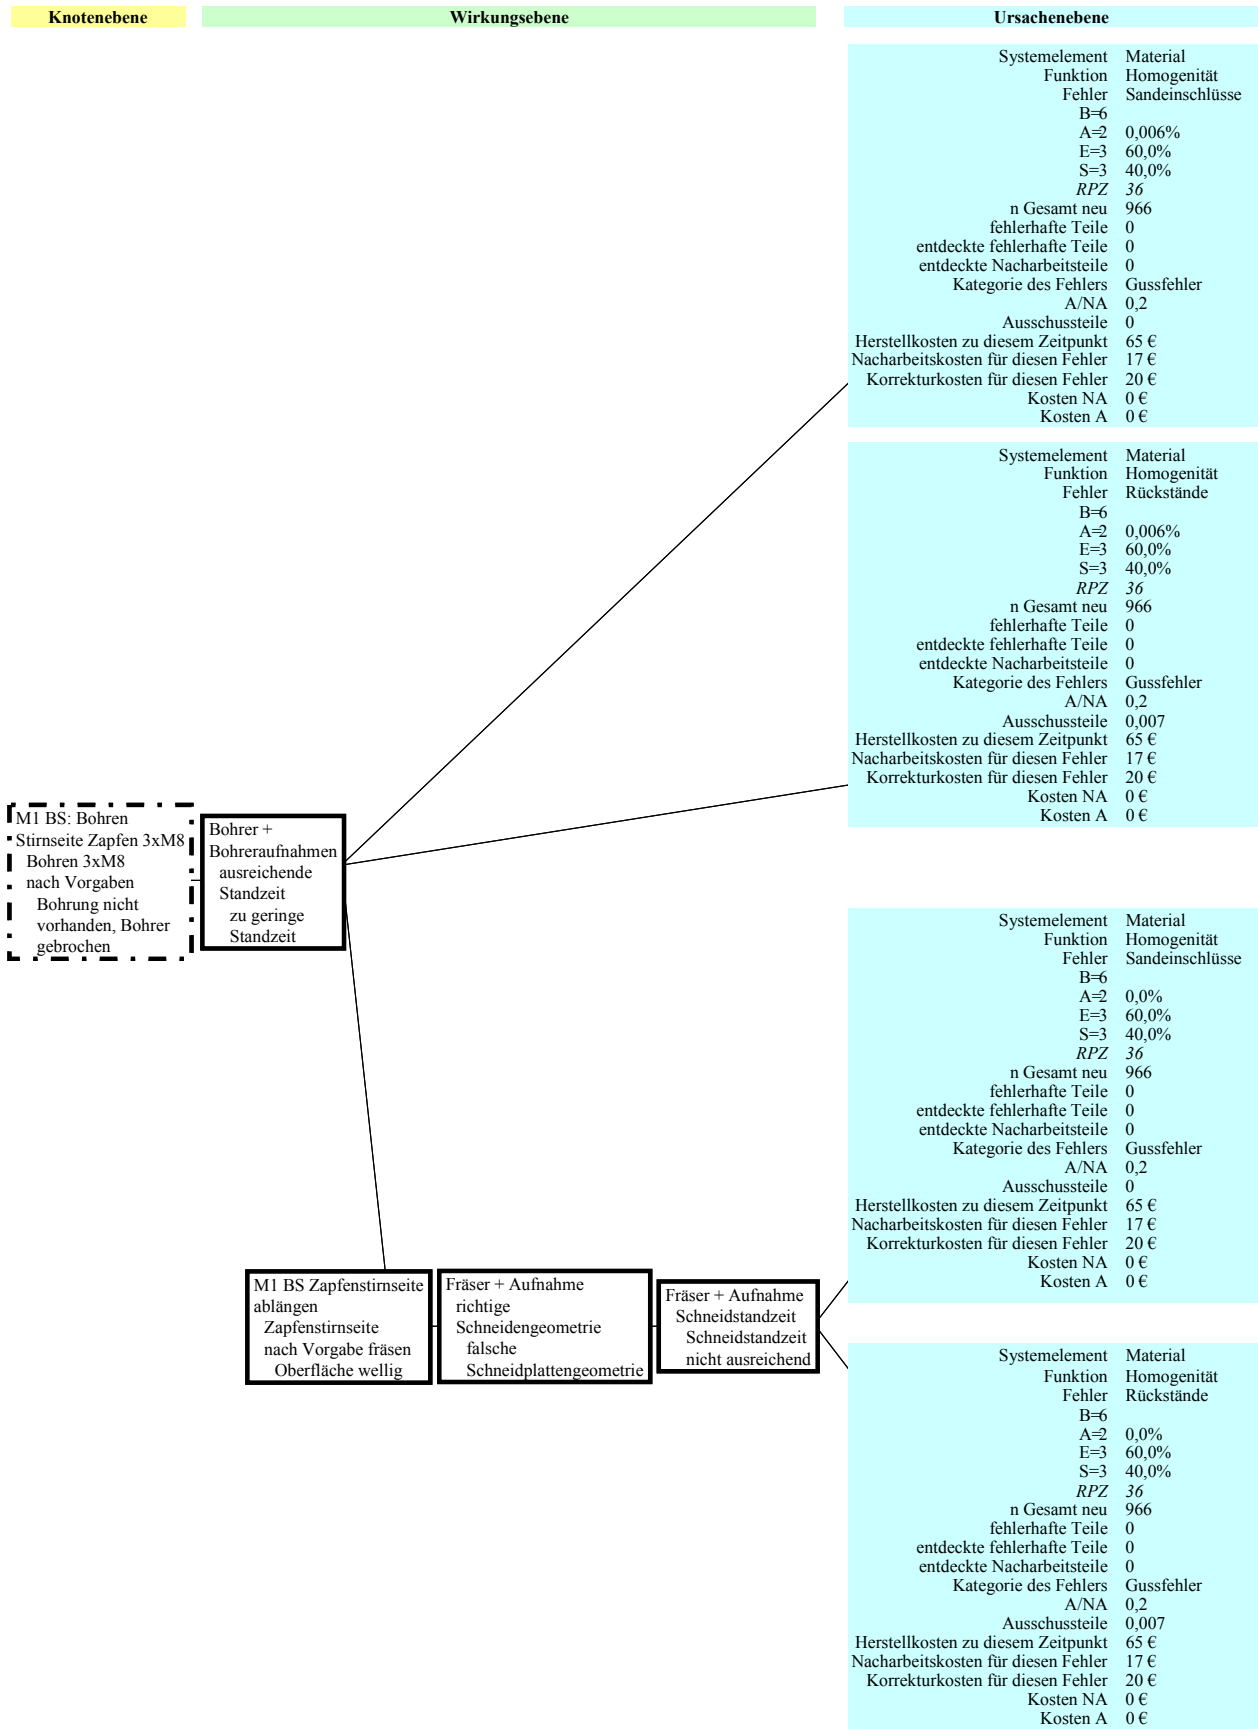 Knotenebene Wirkungsebene Ursachenebene
Systemelement Material
Funktion Homogenität
Fehler Sandeinschlüsse
B=6
A=2 0,006%
E=3 60,0%
S=3 40,0%
RPZ 36
n Gesamt neu 966
fehlerhafte Teile 0
entdeckte fehlerhafte Teile 0
entdeckte Nacharbeitsteile 0
Kategorie des Fehlers Gussfehler
A/NA 0,2
Ausschussteile 0
Herstellkosten zu diesem Zeitpunkt 65 €
Nacharbeitskosten für diesen Fehler 17 €
Korrekturkosten für diesen Fehler 20 €
Kosten NA 0 €
Kosten A 0 €
Systemelement Material
Funktion Homogenität
Fehler Rückstände
B=6
A=2 0,006%
E=3 60,0%
S=3 40,0%
RPZ 36
n Gesamt neu 966
fehlerhafte Teile 0
entdeckte fehlerhafte Teile 0
entdeckte Nacharbeitsteile 0
Kategorie des Fehlers Gussfehler
A/NA 0,2
Ausschussteile 0,007
Herstellkosten zu diesem Zeitpunkt 65 €
Nacharbeitskosten für diesen Fehler 17 €
Korrekturkosten für diesen Fehler 20 €
Kosten NA 0 €
Kosten A 0 €
M1 BS: Bohren
Stirnseite Zapfen 3xM8
Bohren 3xM8
nach Vorgaben
Bohrung nicht
vorhanden, Bohrer
gebrochen
Bohrer +
Bohreraufnahmen
ausreichende
Standzeit
zu geringe
Standzeit
Systemelement Material
Funktion Homogenität
Fehler Sandeinschlüsse
B=6
A=2 0,0%
E=3 60,0%
S=3 40,0%
RPZ 36
n Gesamt neu 966
fehlerhafte Teile 0
entdeckte fehlerhafte Teile 0
entdeckte Nacharbeitsteile 0
Kategorie des Fehlers Gussfehler
A/NA 0,2
Ausschussteile 0
Herstellkosten zu diesem Zeitpunkt 65 €
Nacharbeitskosten für diesen Fehler 17 €
Korrekturkosten für diesen Fehler 20 €
Kosten NA 0 €
Kosten A 0 €
M1 BS Zapfenstirnseite
ablängen
Zapfenstirnseite
nach Vorgabe fräsen
Oberfläche wellig
Fräser + Aufnahme
richtige
Schneidengeometrie
falsche
Schneidplattengeometrie
Fräser + Aufnahme
Schneidstandzeit
Schneidstandzeit
nicht ausreichend
Systemelement Material
Funktion Homogenität
Fehler Rückstände
B=6
A=2 0,0%
E=3 60,0%
S=3 40,0%
RPZ 36
n Gesamt neu 966
fehlerhafte Teile 0
entdeckte fehlerhafte Teile 0
entdeckte Nacharbeitsteile 0
Kategorie des Fehlers Gussfehler
A/NA 0,2
Ausschussteile 0,007
Herstellkosten zu diesem Zeitpunkt 65 €
Nacharbeitskosten für diesen Fehler 17 €
Korrekturkosten für diesen Fehler 20 €
Kosten NA 0 €
Kosten A 0 €